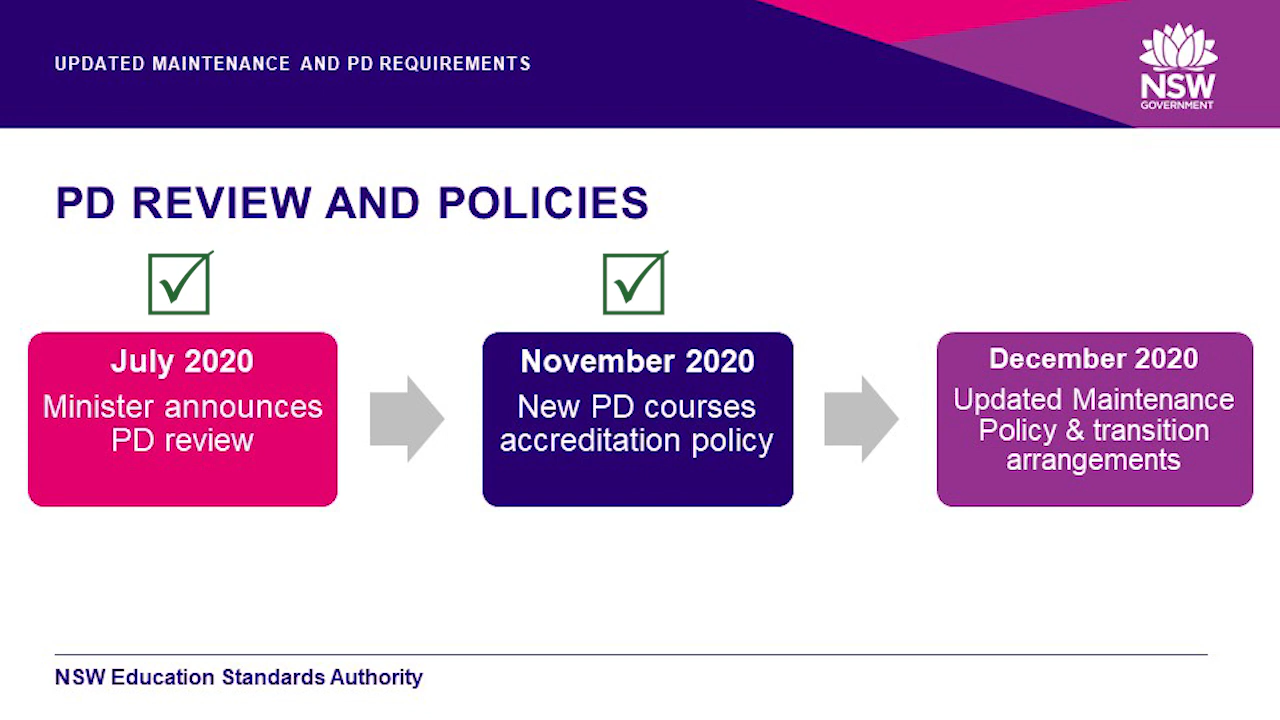 UPDATED MAINTENANCE AND PD REQUIREMENTS
NSW
GOVERNMENT
PD REVIEW AND POLICIES
July 2020
Minister announces
PD review
November 2020
New PD courses
accreditation policy
December 2020
Updated Maintenance
Policy & transition
arrangements
NSW Education Standards Authority